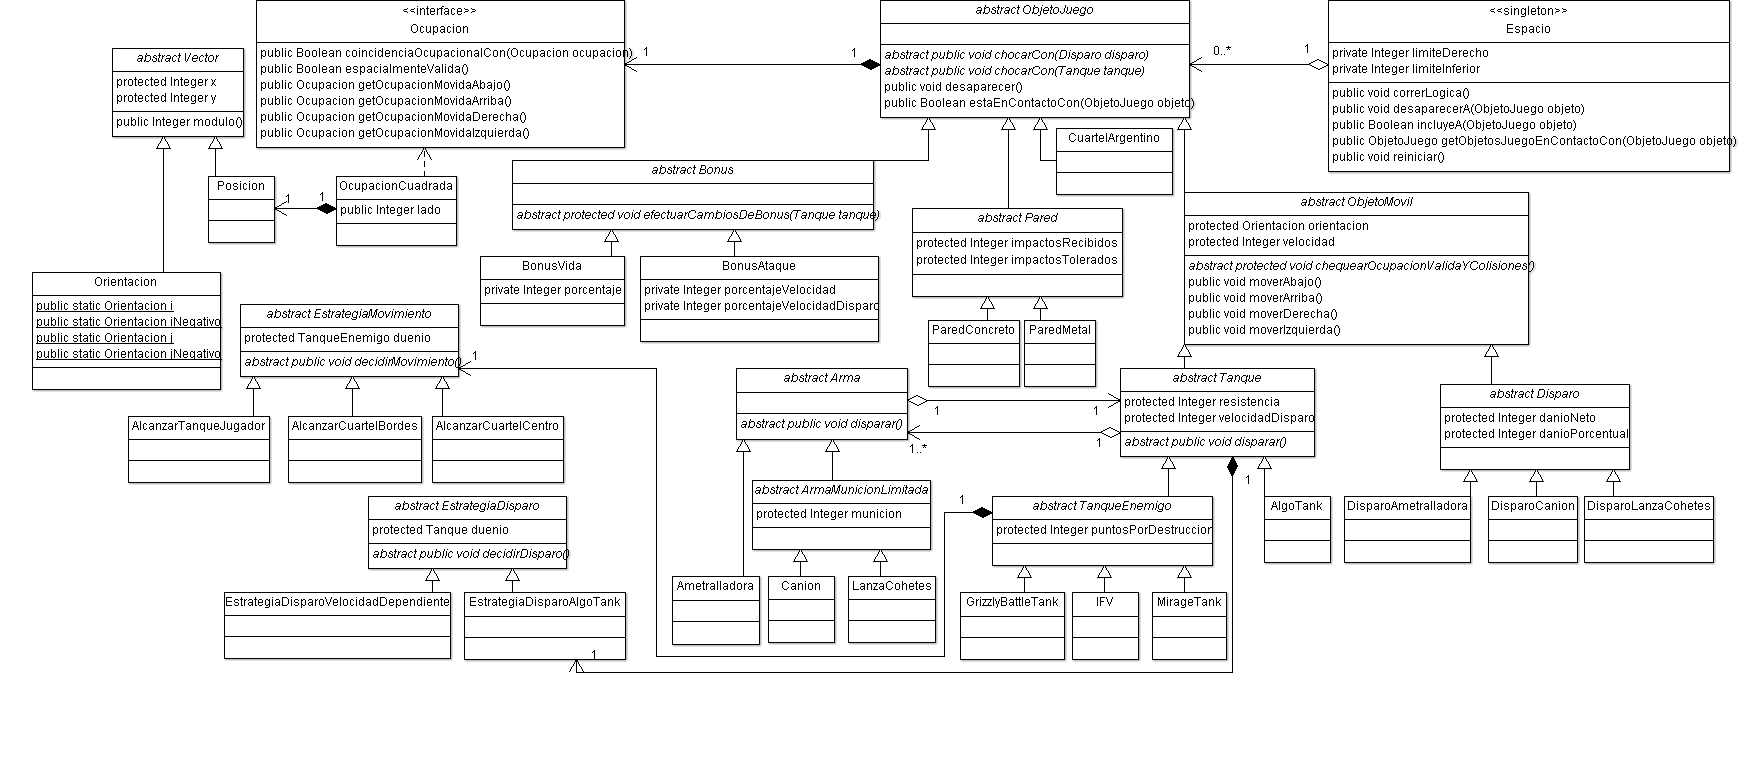 <<interface>>
Ocupacion
public Boolean coincidenciaOcupacionalCon(Ocupacion ocupacion)
public Boolean espacialmenteValida()
public Ocupacion getOcupacionMovidaAbajo()
public Ocupacion getOcupacionMovidaArriba()
public Ocupacion getOcupacionMovidaDerecha()
public Ocupacion getOcupacionMovidaIzquierda()
1
1
abstract ObjetoJuego
abstract public void chocarCon(Disparo disparo)
abstract public void chocarCon(Tanque tanque)
public void desaparecer()
public Boolean estaEnContactoCon(ObjetoJuego objeto)
0..*
1
<<singleton>>
Espacio
private Integer limiteDerecho
private Integer limiteInferior
public void correrLogica()
public void desaparecerA(ObjetoJuego objeto)
public Boolean incluyeA(ObjetoJuego objeto)
public ObjetoJuego getObjetosJuegoEnContactoCon(ObjetoJuego objeto)
public void reiniciar()
abstract Vector
protected Integer x
protected Integer y
public Integer modulo()
Posicion
1
1
OcupacionCuadrada
public Integer lado
abstract Bonus
abstract protected void efectuarCambiosDeBonus(Tanque tanque)
CuartelArgentino
abstract Pared
protected Integer impactosRecibidos
protected Integer impactosTolerados
abstract ObjetoMovil
protected Orientacion orientacion
protected Integer velocidad
abstract protected void chequearOcupacionValidaYColisiones()
public void moverAbajo()
public void moverArriba()
public void moverDerecha()
public void moverIzquierda()
Orientacion
public static Orientacion i
public static Orientacion iNegativo
public static Orientacion j
public static Orientacion jNegativo
BonusVida
private Integer porcentaje
BonusAtaque
private Integer porcentajeVelocidad
private Integer porcentajeVelocidadDisparo
abstract EstrategiaMovimiento
protected TanqueEnemigo duenio
abstract public void decidirMovimiento()
1
ParedConcreto
ParedMetal
abstract Arma
abstract public void disparar()
1
1
1..*
1
abstract Tanque
protected Integer resistencia
protected Integer velocidadDisparo
abstract public void disparar()
1
abstract Disparo
protected Integer danioNeto
protected Integer danioPorcentual
AlcanzarTanqueJugador
AlcanzarCuartelBordes
AlcanzarCuartelCentro
abstract ArmaMunicionLimitada
protected Integer municion
abstract EstrategiaDisparo
protected Tanque duenio
abstract public void decidirDisparo()
1
abstract TanqueEnemigo
protected Integer puntosPorDestruccion
AlgoTank
DisparoAmetralladora
DisparoCanion
DisparoLanzaCohetes
Ametralladora
Canion
LanzaCohetes
EstrategiaDisparoVelocidadDependiente
EstrategiaDisparoAlgoTank
GrizzlyBattleTank
IFV
MirageTank
1